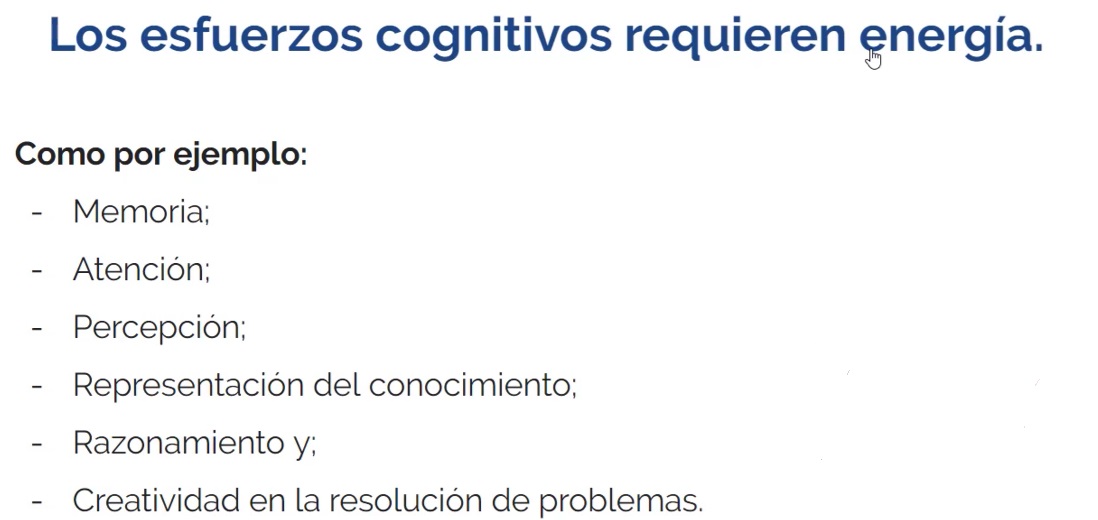 Los esfuerzos cognitivos requieren energía.
Como por ejemplo:
- Memoria;
- Atención;
- Percepción;
- Representación del conocimiento;
- Razonamiento y;
- Creatividad en la resolución de problemas.